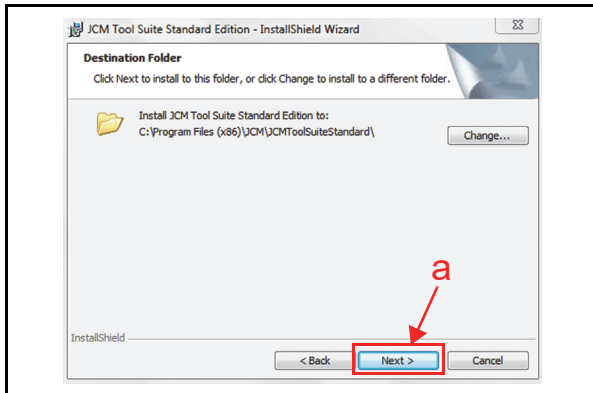 JCM Tool Suite Standard Edition - InstallShield Wizard
Destination Folder
Click Next to install to this folder, or click Change to install to a different folder.
Install JCM Tool Suite Standard Edition to:
C:\Program Files (x86)\JCM\JCMToolSuiteStandard\
Change...
a
InstallShield
< Back Next > Cancel